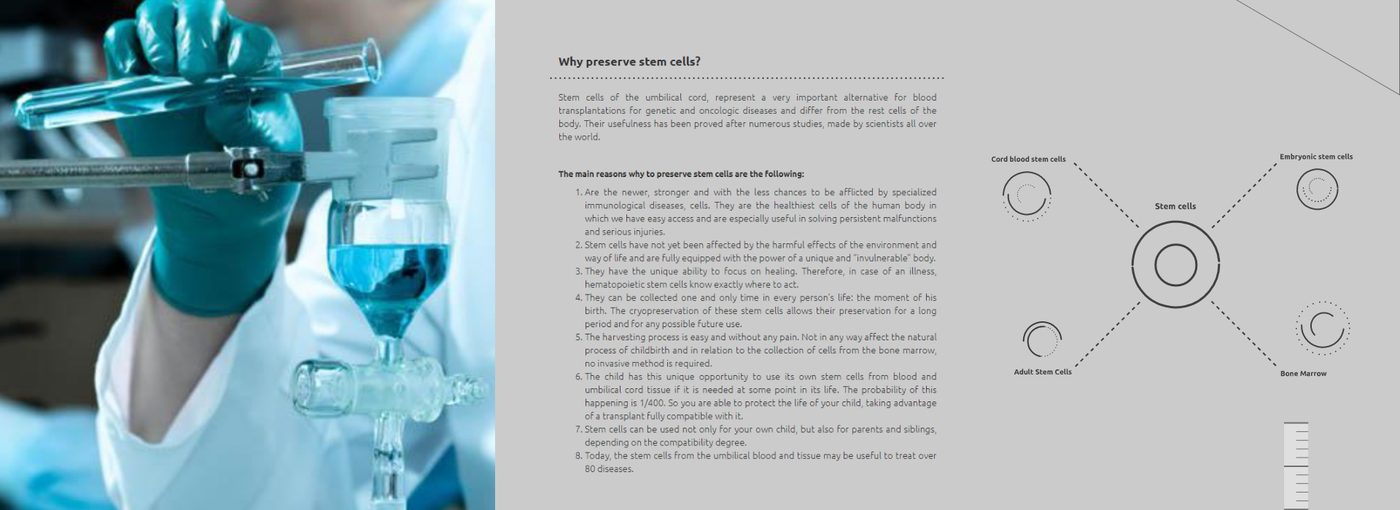 Why preserve stem cells?
Stem cells of the umbilical cord, represent a very important alternative for blood
transplantations for genetic and oncologic diseases and differ from the rest cells of the
body. Their usefulness has been proved after numerous studies, made by scientists all over
the world.
The main reasons why to preserve stem cells are the following:
1. Are the newer, stronger and with the less chances to be afflicted by specialized
immunological diseases, cells. They are the healthiest cells of the human body in
which we have easy access and are especially useful in solving persistent malfunctions
and serious injuries.
2. Stem cells have not yet been affected by the harmful effects of the environment and
way of life and are fully equipped with the power of a unique and "invulnerable" body.
3. They have the unique ability to focus on healing. Therefore, in case of an illness,
hematopoietic stem cells know exactly where to act.
4. They can be collected one and only time in every person's life: the moment of his
birth. The cryopreservation of these stem cells allows their preservation for a long
period and for any possible future use.
5. The harvesting process is easy and without any pain. Not in any way affect the natural
process of childbirth and in relation to the collection of cells from the bone marrow,
no invasive method is required.
6. The child has this unique opportunity to use its own stem cells from blood and
umbilical cord tissue if it is needed at some point in its life. The probability of this
happening is 1/400. So you are able to protect the life of your child, taking advantage
of a transplant fully compatible with it.
7. Stem cells can be used not only for your own child, but also for parents and siblings,
depending on the compatibility degree.
8. Today, the stem cells from the umbilical blood and tissue may be useful to treat over
80 diseases.
Cord blood stem cells
Embryonic stem cells
Stem cells
Adult Stem Cells
Bone Marrow